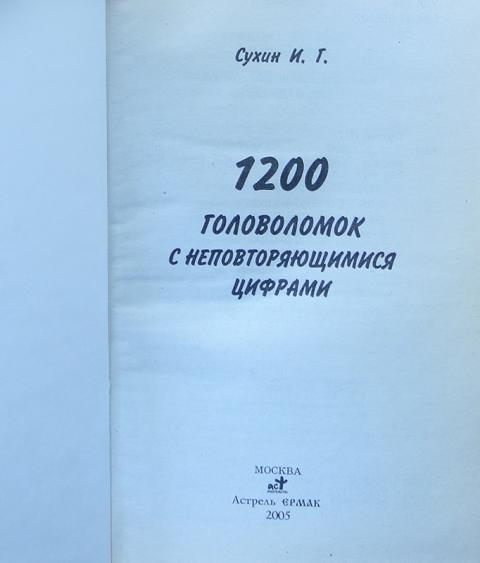 Сухин И. Г.
1200
ГОЛОВОЛОМОК
С НЕПОВТОРЯЮЩИМИСЯ
ЦИФРАМИ
МОСКВА
аст
Астрель ЕРМАК
2005